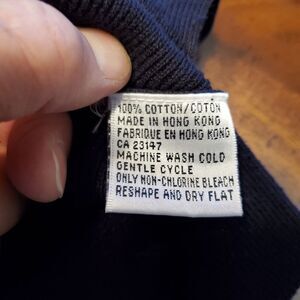 100% COTTON/COTON
MADE IN HONG KONG
FABRIQUE EN HONG KONG
CA 23147
MACHINE WASH COLD
GENTLE CYCLE
ONLY NON-CHLORINE BLEACH
RESHAPE AND DRY FLAT